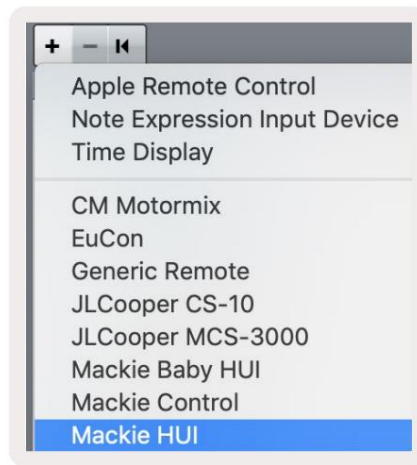 Apple Remote Control
Note Expression Input Device
Time Display
CM Motormix
EuCon
Generic Remote
JLCooper CS-10
JLCooper MCS-3000
Mackie Baby HUI
Mackie Control
Mackie HUI